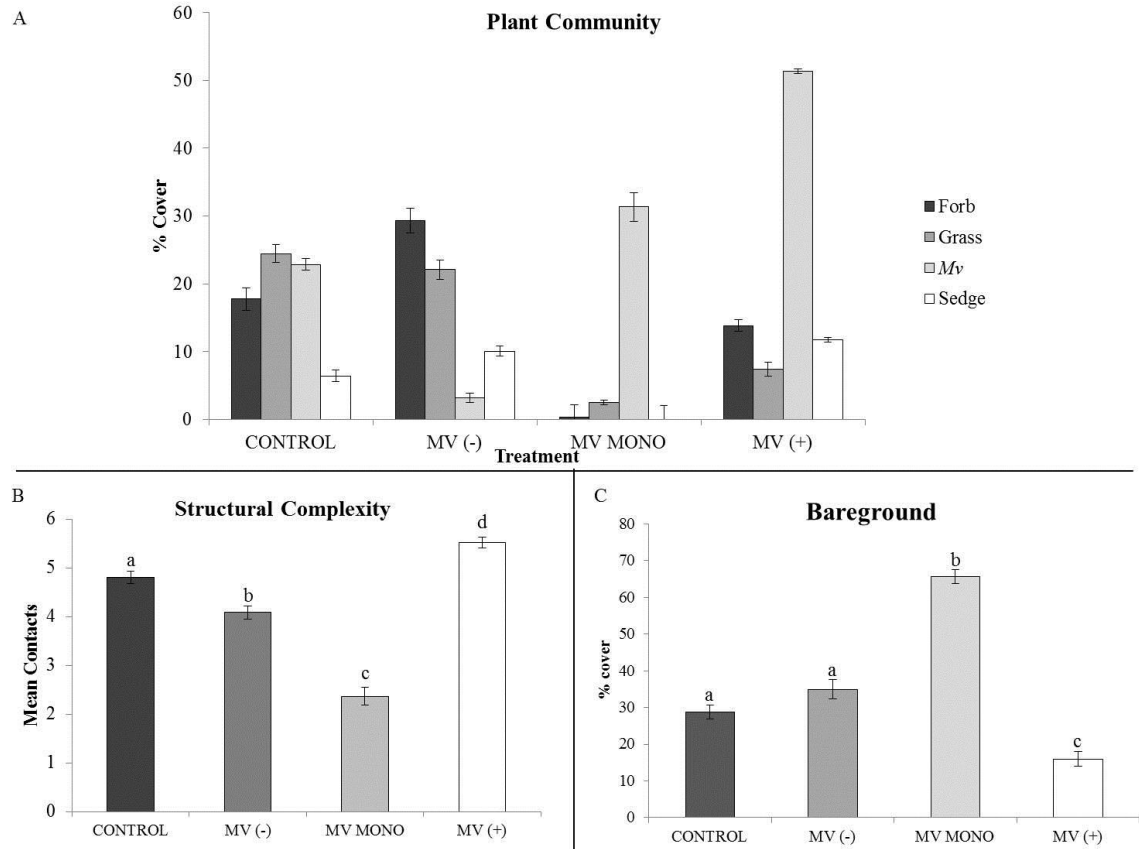 A
Plant Community
60
50
40
30
20
10
0
% Cover
CONTROL
MV (-)
MV MONO
MV (+)
Treatment
Forb
Grass
Mv
Sedge
B
Structural Complexity
6
5
4
3
2
1
0
Mean Contacts
a
b
c
d
CONTROL
MV (-)
MV MONO
MV (+)
C
Bareground
80
70
60
50
40
30
20
10
0
% cover
a
a
b
c
CONTROL
MV (-)
MV MONO
MV (+)